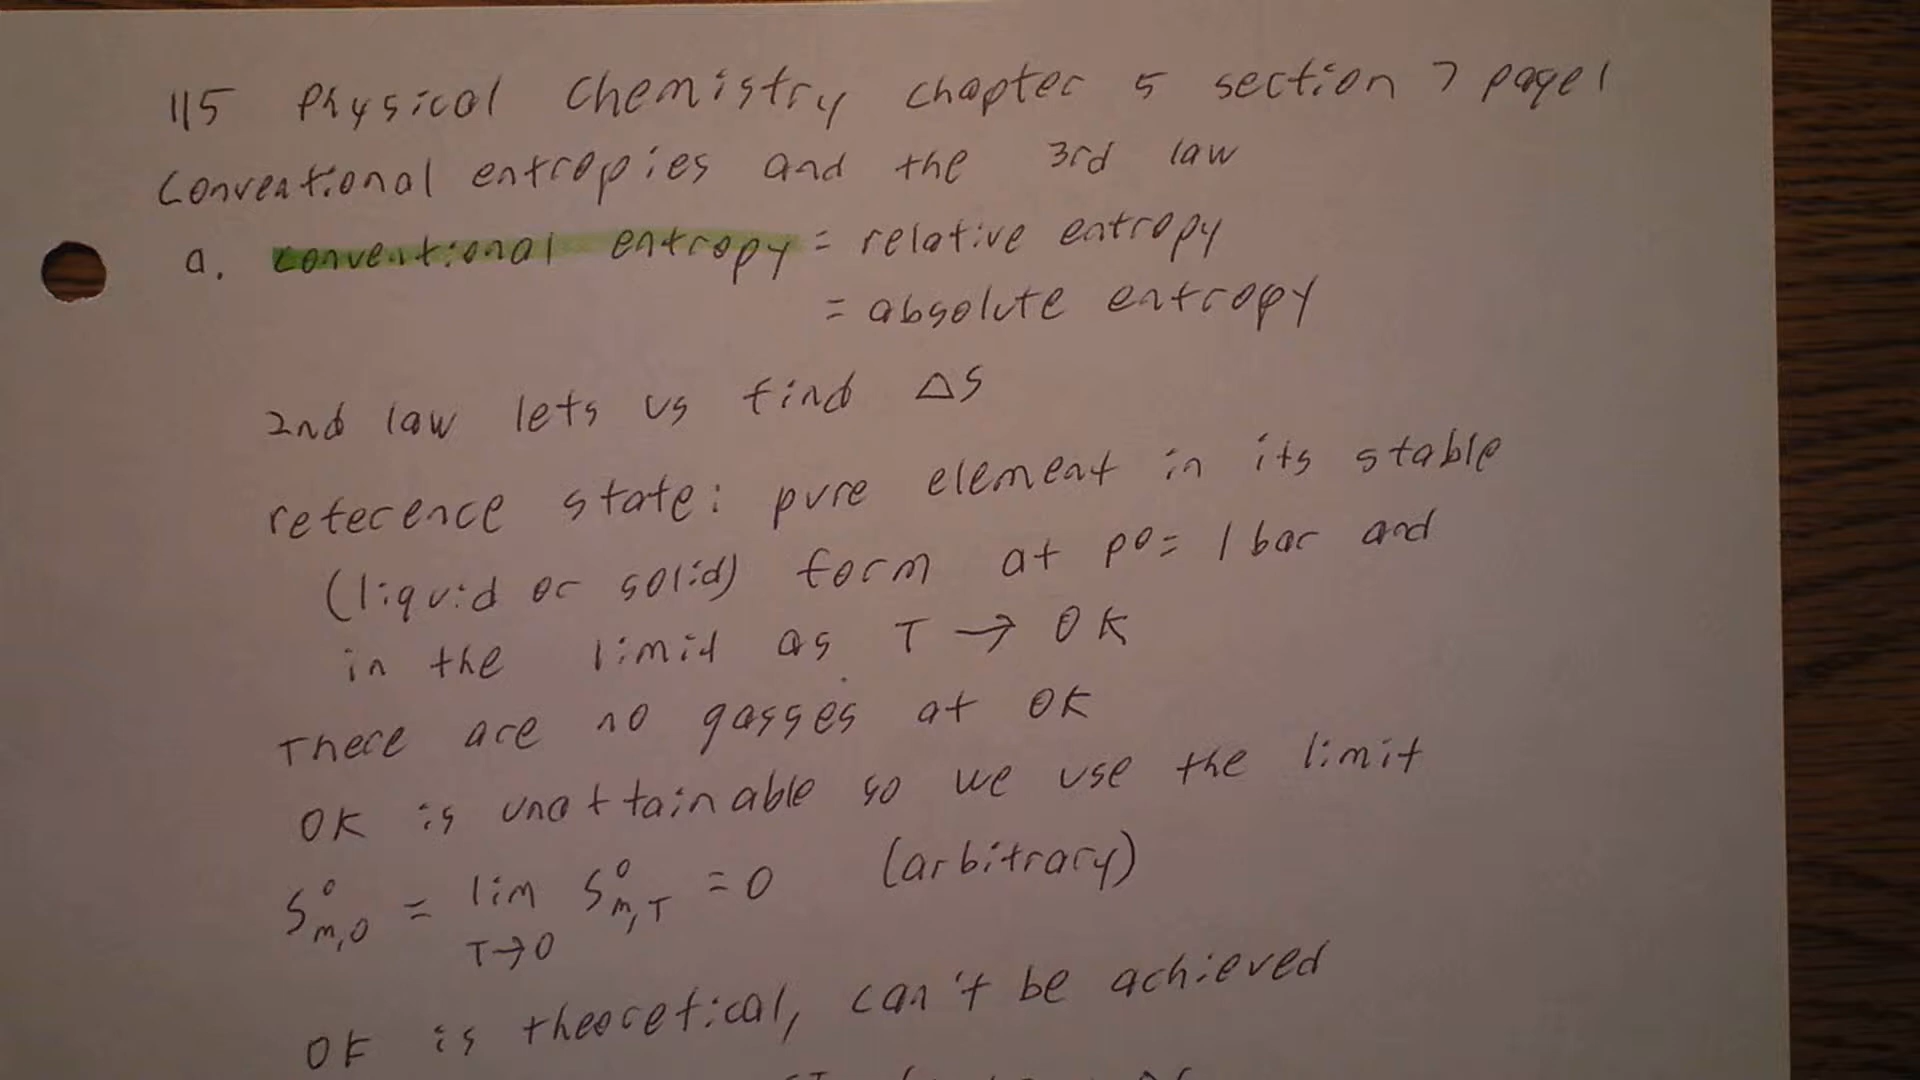 115 Physical Chemistry chapter 5 section 7 page 1
Conventional entropies and the 3rd law
a. conventional entropy = relative entropy
= absolute entropy
2nd law lets us find ΔS
reference state: pure element in its stable
(liquid or solid) form at P° = 1 bar and
in the limit as T → 0K
There are no gasses at 0K
0K is unattainable so we use the limit
S°m,0 = lim S°m,T = 0 (arbitrary)
T→0
0K is theoretical, can't be achieved